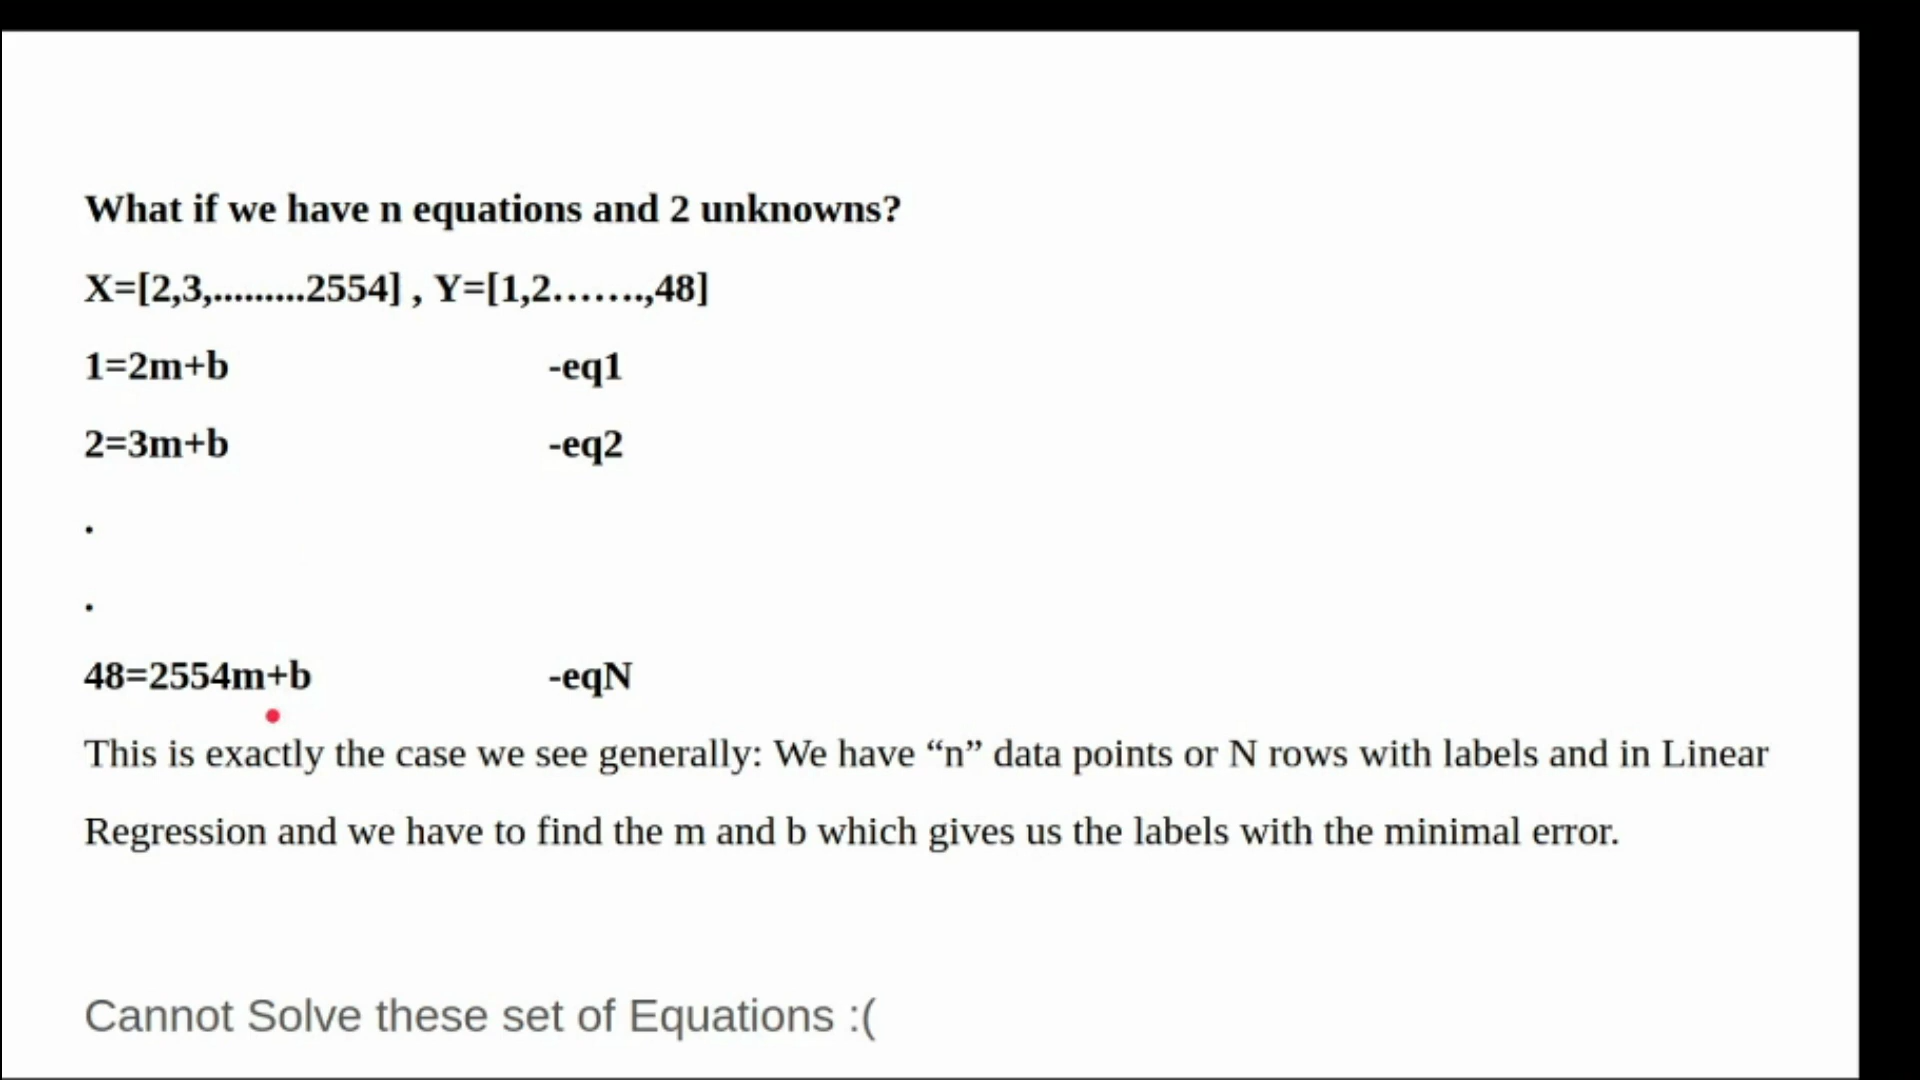 What if we have n equations and 2 unknowns?
X=[2,3,.........2554] , Y=[1,2…….,48]
1=2m+b -eq1
2=3m+b -eq2
.
.
48=2554m+b -eqN
This is exactly the case we see generally: We have “n” data points or N rows with labels and in Linear
Regression and we have to find the m and b which gives us the labels with the minimal error.
Cannot Solve these set of Equations :(